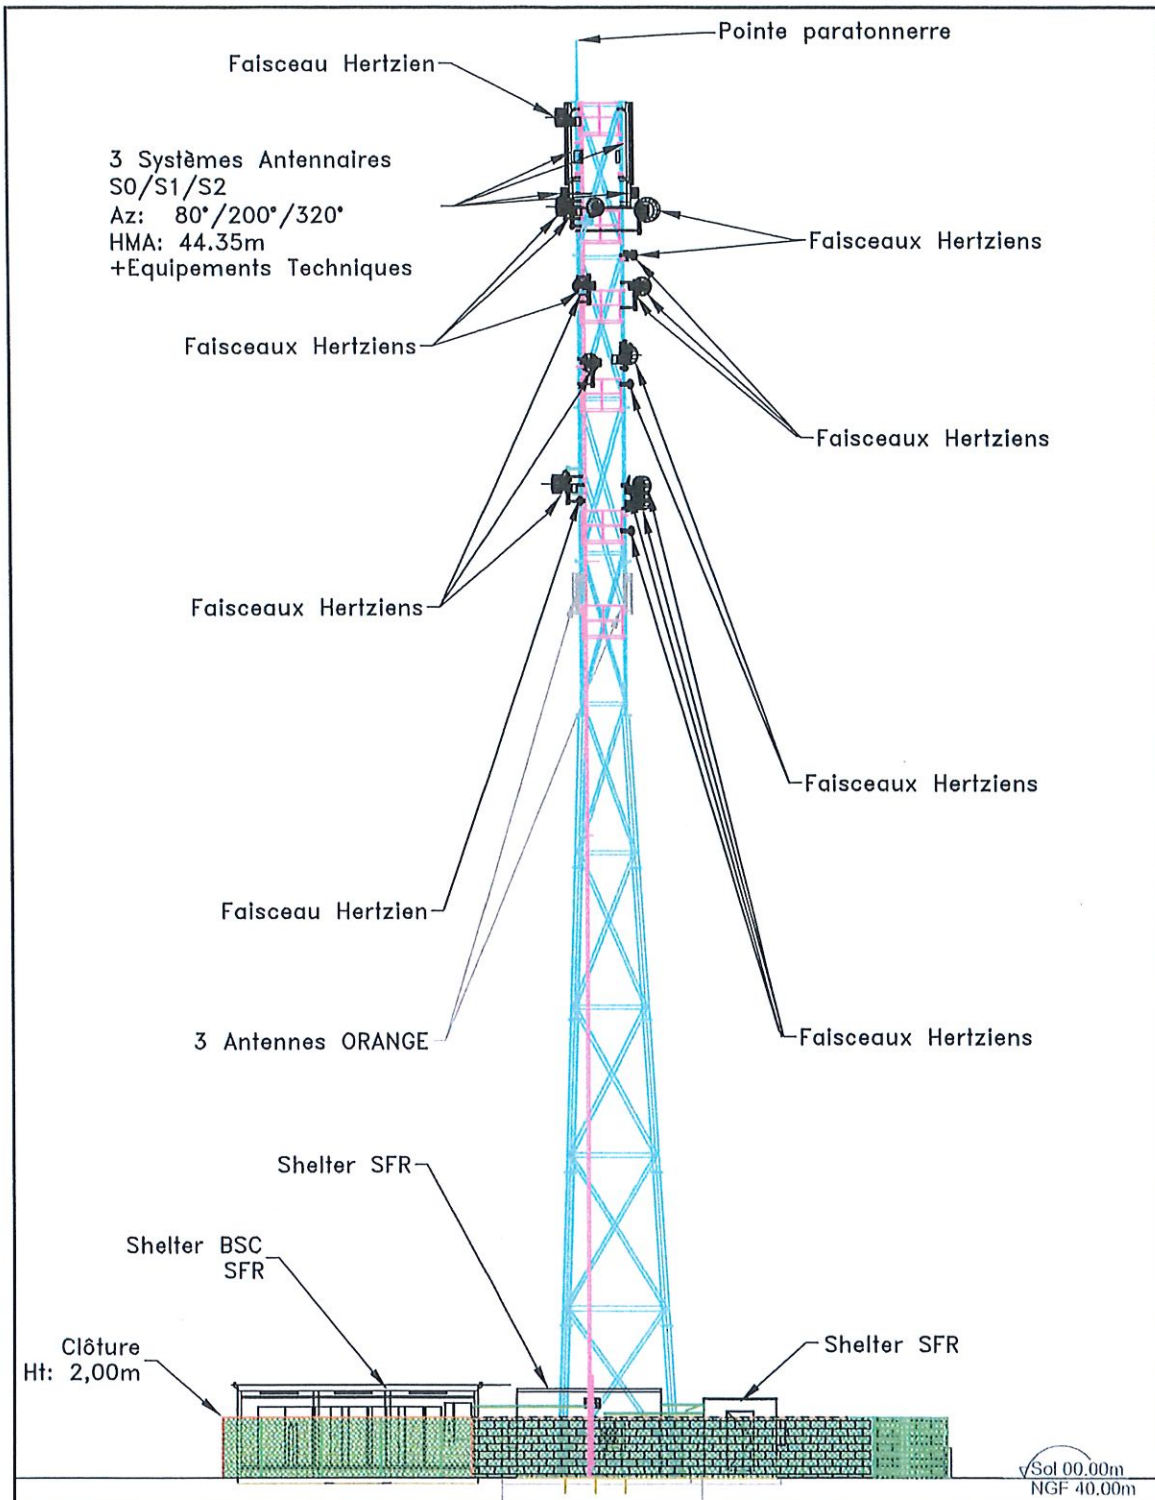 Pointe paratonnerre
Faisceau Hertzien
3 Systèmes Antennaires
S0/S1/S2
Az: 80°/200°/320°
HMA: 44.35m
+Equipements Techniques
Faisceaux Hertziens
Faisceaux Hertziens
Faisceaux Hertziens
Faisceaux Hertziens
Faisceaux Hertziens
Faisceau Hertzien
3 Antennes ORANGE
Faisceaux Hertziens
Shelter SFR
Shelter BSC
SFR
Shelter SFR
Clôture
Ht: 2,00m
Sol 00.00m
NGF 40.00m